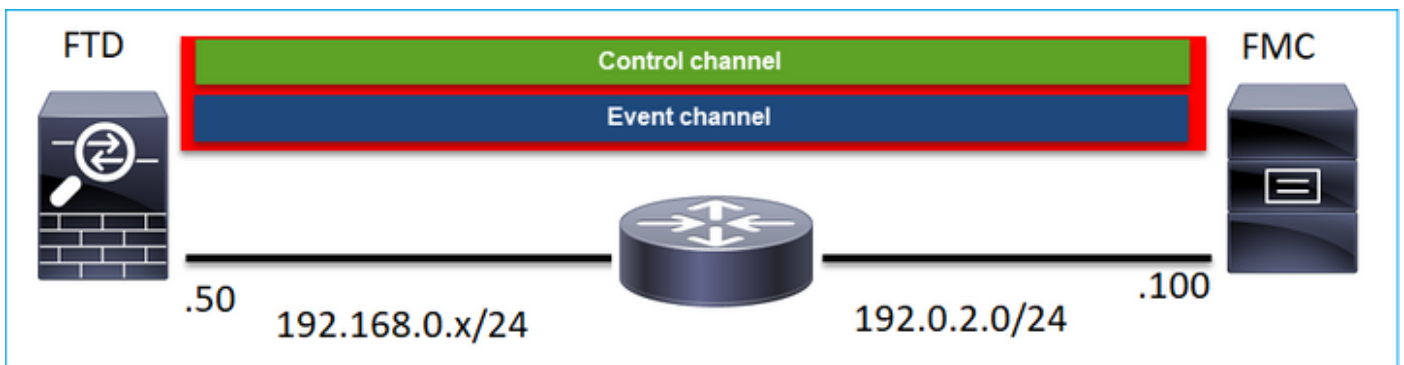 FTD
Control channel
FMC
Event channel
.50
192.168.0.x/24
192.0.2.0/24
.100